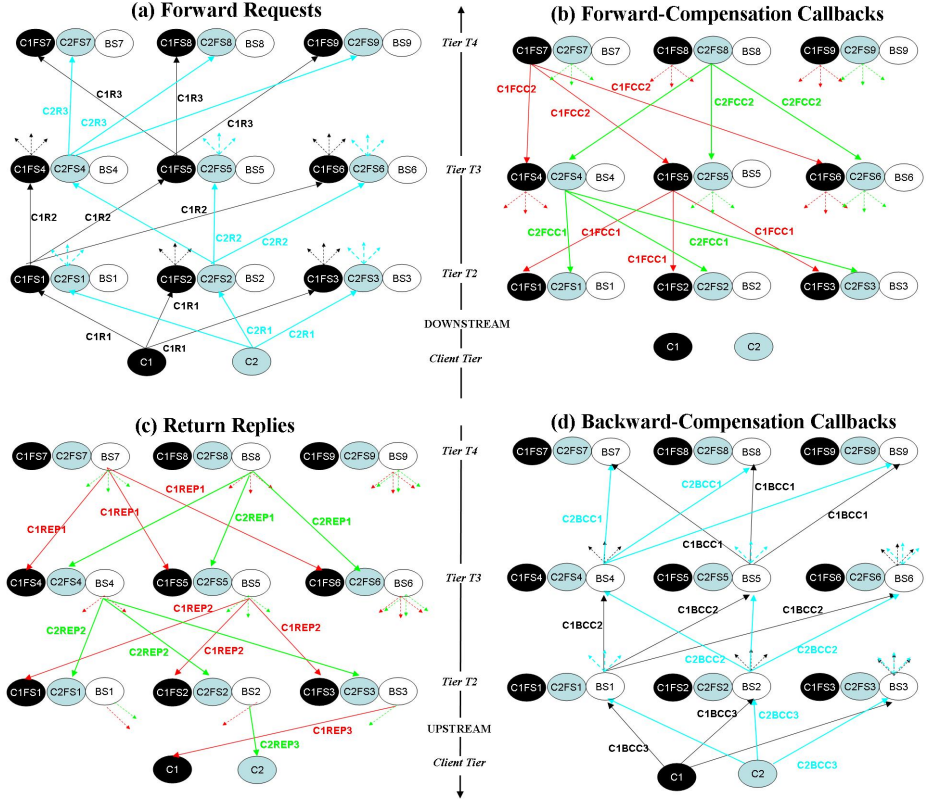 (a) Forward Requests
C1FS7 C2FS7 BS7 C1FS8 C2FS8 BS8 C1FS9 C2FS9 BS9
C1R3
C2R3
C1R3
C2R3
C1R3
C1FS4 C2FS4 BS4 C1FS5 C2FS5 BS5 C1FS6 C2FS6 BS6
C1R2
C1R2
C1R2
C2R2
C2R2
C1FS1 C2FS1 BS1 C1FS2 C2FS2 BS2 C1FS3 C2FS3 BS3
C1R1
C1R1
C1R1
C2R1
C2R1
C1 C2
Tier T4
Tier T3
Tier T2
DOWNSTREAM
Client Tier
(b) Forward-Compensation Callbacks
C1FS7 C2FS7 BS7 C1FS8 C2FS8 BS8 C1FS9 C2FS9 BS9
C1FCC2
C1FCC2
C2FCC2
C2FCC2
C1FS4 C2FS4 BS4 C1FS5 C2FS5 BS5 C1FS6 C2FS6 BS6
C2FCC1
C1FCC1
C1FCC1
C2FCC1
C1FCC1
C1FS1 C2FS1 BS1 C1FS2 C2FS2 BS2 C1FS3 C2FS3 BS3
C1 C2
(c) Return Replies
C1FS7 C2FS7 BS7 C1FS8 C2FS8 BS8 C1FS9 C2FS9 BS9
C1REP1
C1REP1
C1REP1
C2REP1
C2REP1
C2REP1
C1FS4 C2FS4 BS4 C1FS5 C2FS5 BS5 C1FS6 C2FS6 BS6
C1REP2
C2REP2
C2REP2
C1REP2
C1REP2
C1FS1 C2FS1 BS1 C1FS2 C2FS2 BS2 C1FS3 C2FS3 BS3
C1REP3
C2REP3
C1 C2
Tier T4
Tier T3
Tier T2
UPSTREAM
Client Tier
(d) Backward-Compensation Callbacks
C1FS7 C2FS7 BS7 C1FS8 C2FS8 BS8 C1FS9 C2FS9 BS9
C2BCC1
C2BCC1
C1BCC1
C1BCC1
C1BCC1
C1FS4 C2FS4 BS4 C1FS5 C2FS5 BS5 C1FS6 C2FS6 BS6
C1BCC2
C1BCC2
C1BCC2
C2BCC2
C2BCC2
C1FS1 C2FS1 BS1 C1FS2 C2FS2 BS2 C1FS3 C2FS3 BS3
C1BCC3
C1BCC3
C2BCC3
C2BCC3
C1 C2